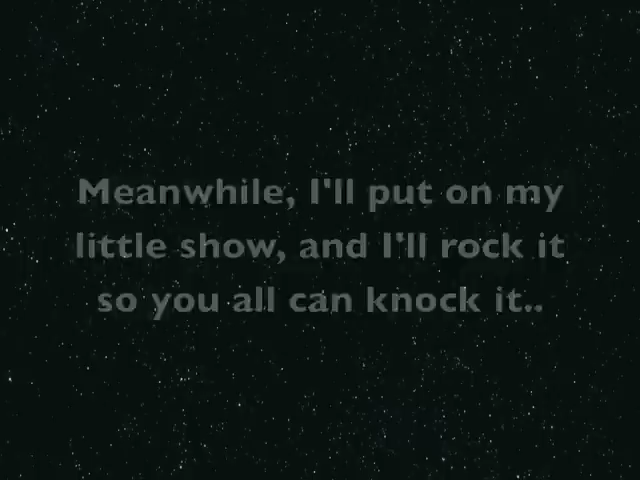 Meanwhile, I'll put on my
little show, and I'll rock it
so you all can knock it..